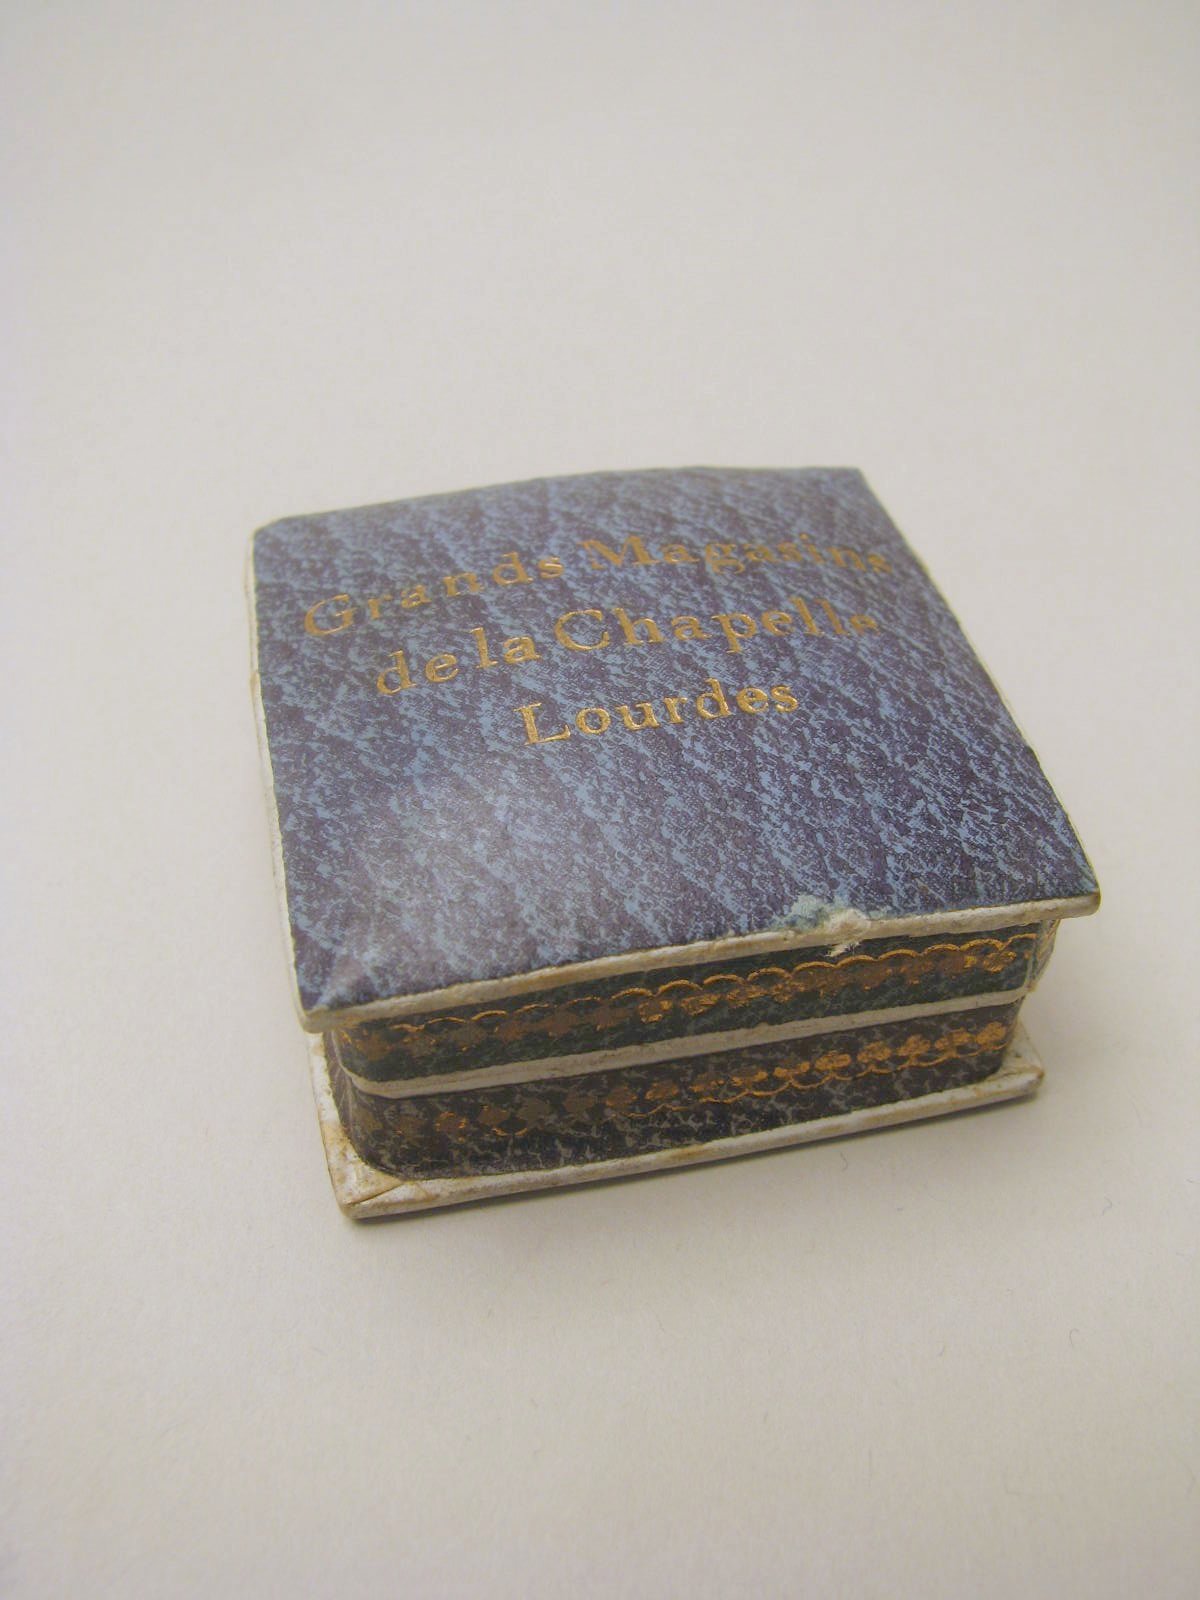 Grands Magasins
de la Chapelle
Lourdes